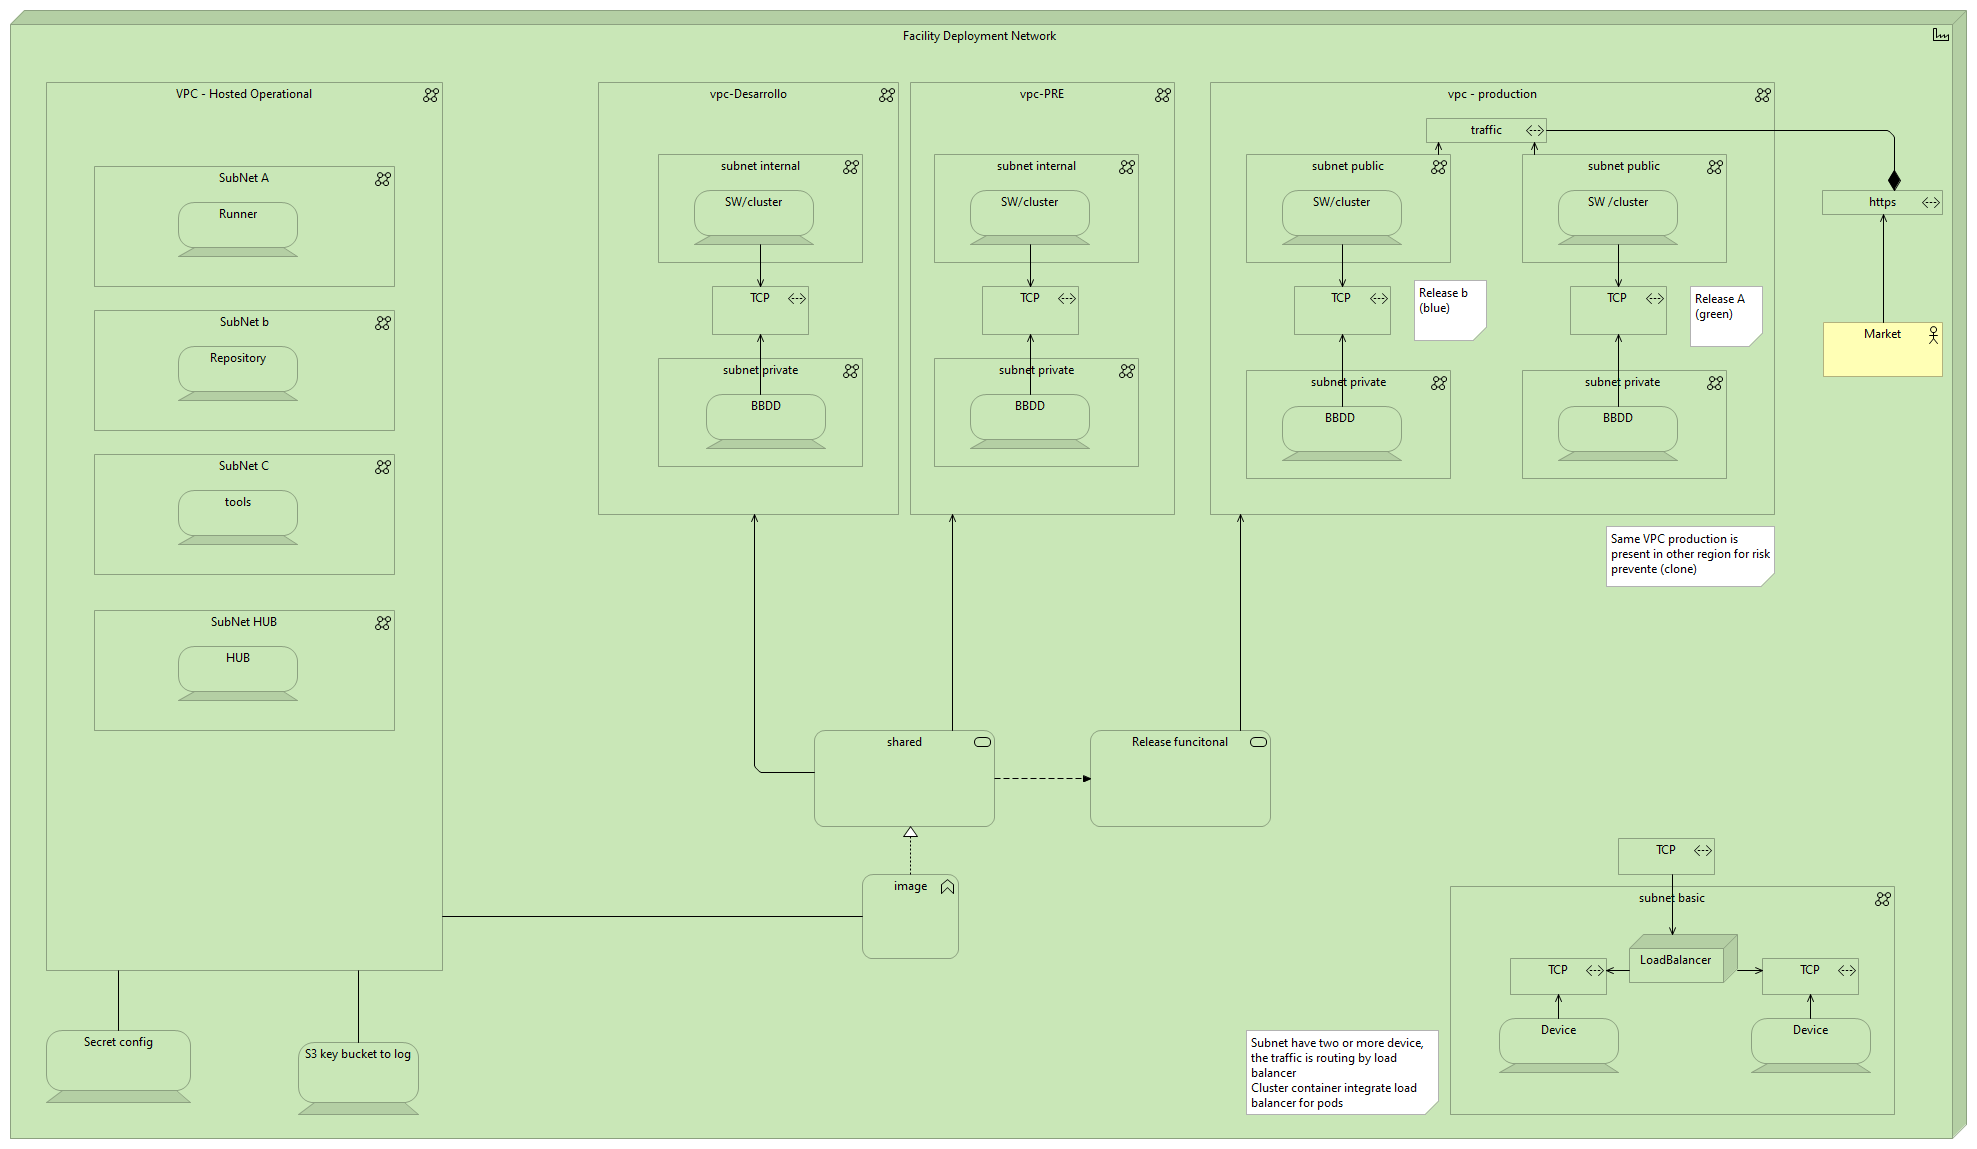 Facility Deployment Network
VPC - Hosted Operational
SubNet A
Runner
SubNet b
Repository
SubNet C
tools
SubNet HUB
HUB
Secret config
S3 key bucket to log
vpc-Desarrollo
subnet internal
SW/cluster
TCP
subnet private
BBDD
vpc-PRE
subnet internal
SW/cluster
TCP
subnet private
BBDD
vpc - production
traffic
subnet public
SW/cluster
TCP
Release b
(blue)
subnet private
BBDD
subnet public
SW /cluster
TCP
Release A
(green)
subnet private
BBDD
https
Market
Same VPC production is
present in other region for risk
prevente (clone)
shared
Release funcitonal
image
TCP
subnet basic
LoadBalancer
TCP
TCP
Device
Device
Subnet have two or more device,
the traffic is routing by load
balancer
Cluster container integrate load
balancer for pods